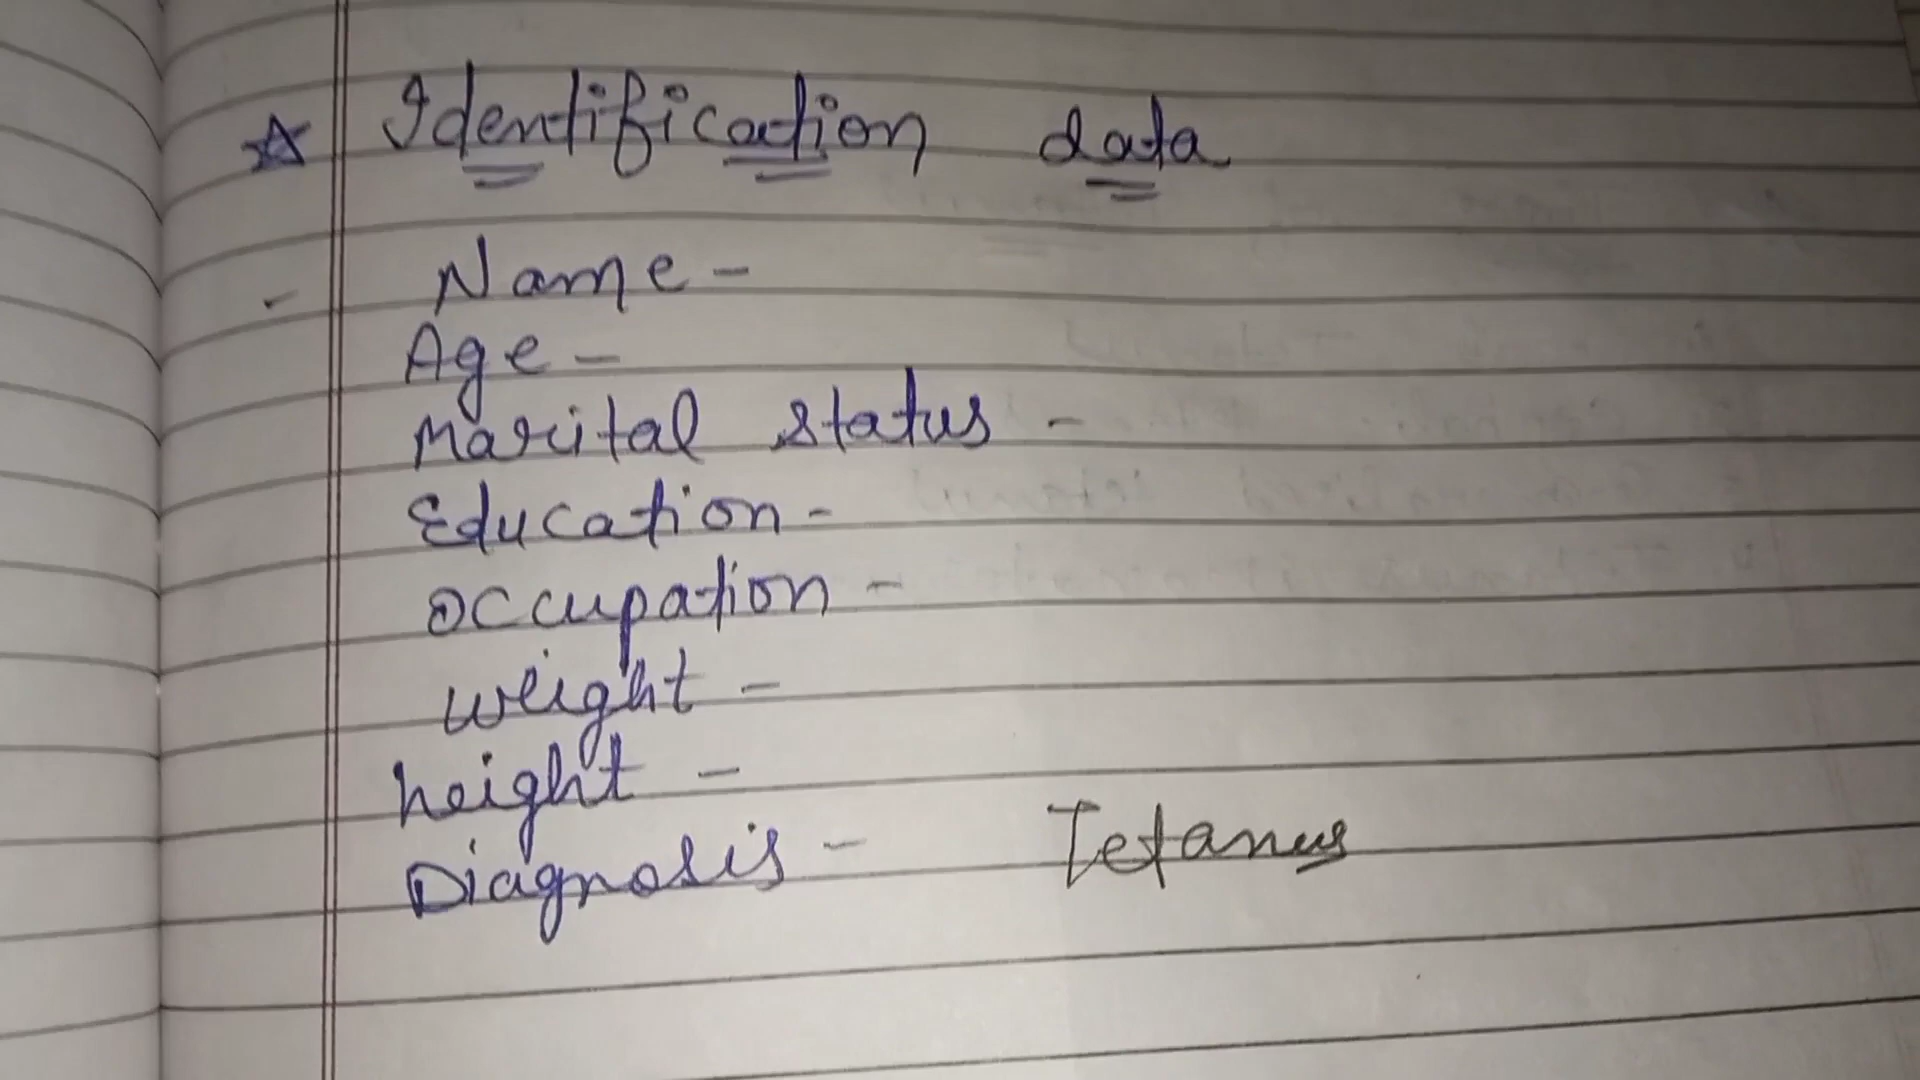 ☆ Identification data
- Name -
Age -
Marital status -
Education -
Occupation -
weight -
height -
Diagnosis - Tetanus